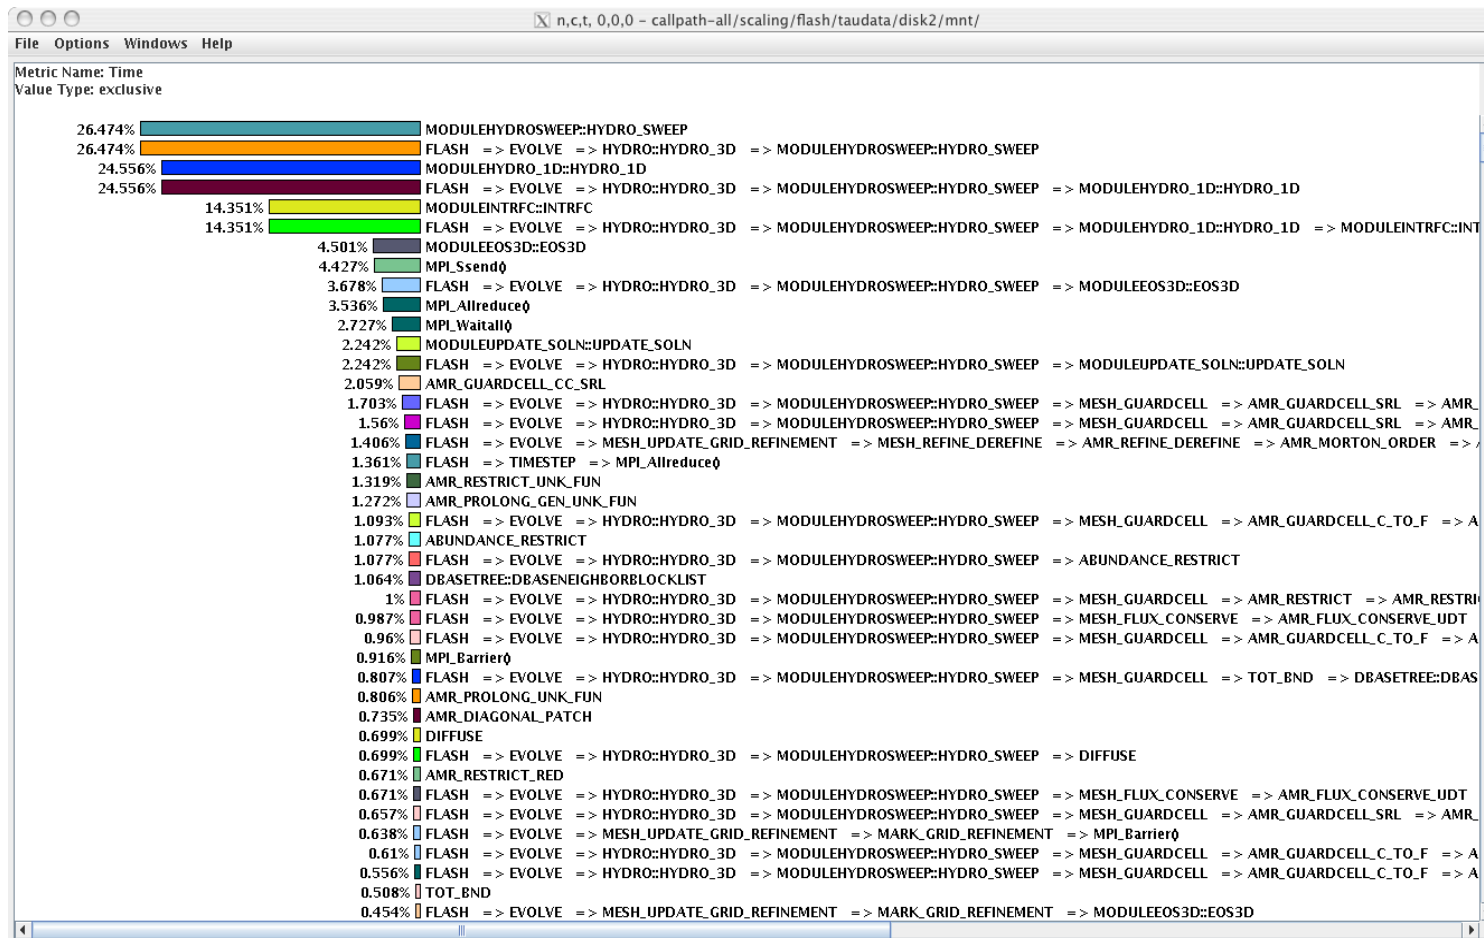 n,c,t, 0,0,0 – callpath-all/scaling/flash/taudata/disk2/mnt/
File Options Windows Help
Metric Name: Time
Value Type: exclusive
26.474% MODULEHYDROSWEEP::HYDRO_SWEEP
26.474% FLASH => EVOLVE => HYDRO::HYDRO_3D => MODULEHYDROSWEEP::HYDRO_SWEEP
24.556% MODULEHYDRO_1D::HYDRO_1D
24.556% FLASH => EVOLVE => HYDRO::HYDRO_3D => MODULEHYDROSWEEP::HYDRO_SWEEP => MODULEHYDRO_1D::HYDRO_1D
14.351% MODULEINTRFC::INTRFC
14.351% FLASH => EVOLVE => HYDRO::HYDRO_3D => MODULEHYDROSWEEP::HYDRO_SWEEP => MODULEHYDRO_1D::HYDRO_1D => MODULEINTRFC::INT
4.501% MODULEEOS3D::EOS3D
4.427% MPI_Ssend()
3.678% FLASH => EVOLVE => HYDRO::HYDRO_3D => MODULEHYDROSWEEP::HYDRO_SWEEP => MODULEEOS3D::EOS3D
3.536% MPI_Allreduce()
2.727% MPI_Waitall()
2.242% MODULEUPDATE_SOLN::UPDATE_SOLN
2.242% FLASH => EVOLVE => HYDRO::HYDRO_3D => MODULEHYDROSWEEP::HYDRO_SWEEP => MODULEUPDATE_SOLN::UPDATE_SOLN
2.059% AMR_GUARDCELL_CC_SRL
1.703% FLASH => EVOLVE => HYDRO::HYDRO_3D => MODULEHYDROSWEEP::HYDRO_SWEEP => MESH_GUARDCELL => AMR_GUARDCELL_SRL => AMR_
1.56% FLASH => EVOLVE => HYDRO::HYDRO_3D => MODULEHYDROSWEEP::HYDRO_SWEEP => MESH_GUARDCELL => AMR_GUARDCELL_SRL => AMR_
1.406% FLASH => EVOLVE => MESH_UPDATE_GRID_REFINEMENT => MESH_REFINE_DEREFINE => AMR_REFINE_DEREFINE => AMR_MORTON_ORDER =>
1.361% FLASH => TIMESTEP => MPI_Allreduce()
1.319% AMR_RESTRICT_UNK_FUN
1.272% AMR_PROLONG_GEN_UNK_FUN
1.093% FLASH => EVOLVE => HYDRO::HYDRO_3D => MODULEHYDROSWEEP::HYDRO_SWEEP => MESH_GUARDCELL => AMR_GUARDCELL_C_TO_F => A
1.077% ABUNDANCE_RESTRICT
1.077% FLASH => EVOLVE => HYDRO::HYDRO_3D => MODULEHYDROSWEEP::HYDRO_SWEEP => ABUNDANCE_RESTRICT
1.064% DBASETREE::DBASENEIGHBORBLOCKLIST
1% FLASH => EVOLVE => HYDRO::HYDRO_3D => MODULEHYDROSWEEP::HYDRO_SWEEP => MESH_GUARDCELL => AMR_RESTRICT => AMR_RESTRI
0.987% FLASH => EVOLVE => HYDRO::HYDRO_3D => MODULEHYDROSWEEP::HYDRO_SWEEP => MESH_FLUX_CONSERVE => AMR_FLUX_CONSERVE_UDT
0.96% FLASH => EVOLVE => HYDRO::HYDRO_3D => MODULEHYDROSWEEP::HYDRO_SWEEP => MESH_GUARDCELL => AMR_GUARDCELL_C_TO_F => A
0.916% MPI_Barrier()
0.807% FLASH => EVOLVE => HYDRO::HYDRO_3D => MODULEHYDROSWEEP::HYDRO_SWEEP => MESH_GUARDCELL => TOT_BND => DBASETREE::DBAS
0.806% AMR_PROLONG_UNK_FUN
0.735% AMR_DIAGONAL_PATCH
0.699% DIFFUSE
0.699% FLASH => EVOLVE => HYDRO::HYDRO_3D => MODULEHYDROSWEEP::HYDRO_SWEEP => DIFFUSE
0.671% AMR_RESTRICT_RED
0.671% FLASH => EVOLVE => HYDRO::HYDRO_3D => MODULEHYDROSWEEP::HYDRO_SWEEP => MESH_FLUX_CONSERVE => AMR_FLUX_CONSERVE_UDT
0.657% FLASH => EVOLVE => HYDRO::HYDRO_3D => MODULEHYDROSWEEP::HYDRO_SWEEP => MESH_GUARDCELL => AMR_GUARDCELL_SRL => AMR_
0.638% FLASH => EVOLVE => MESH_UPDATE_GRID_REFINEMENT => MARK_GRID_REFINEMENT => MPI_Barrier()
0.61% FLASH => EVOLVE => HYDRO::HYDRO_3D => MODULEHYDROSWEEP::HYDRO_SWEEP => MESH_GUARDCELL => AMR_GUARDCELL_C_TO_F => A
0.556% FLASH => EVOLVE => HYDRO::HYDRO_3D => MODULEHYDROSWEEP::HYDRO_SWEEP => MESH_GUARDCELL => AMR_GUARDCELL_C_TO_F => A
0.508% TOT_BND
0.454% FLASH => EVOLVE => MESH_UPDATE_GRID_REFINEMENT => MARK_GRID_REFINEMENT => MODULEEOS3D::EOS3D